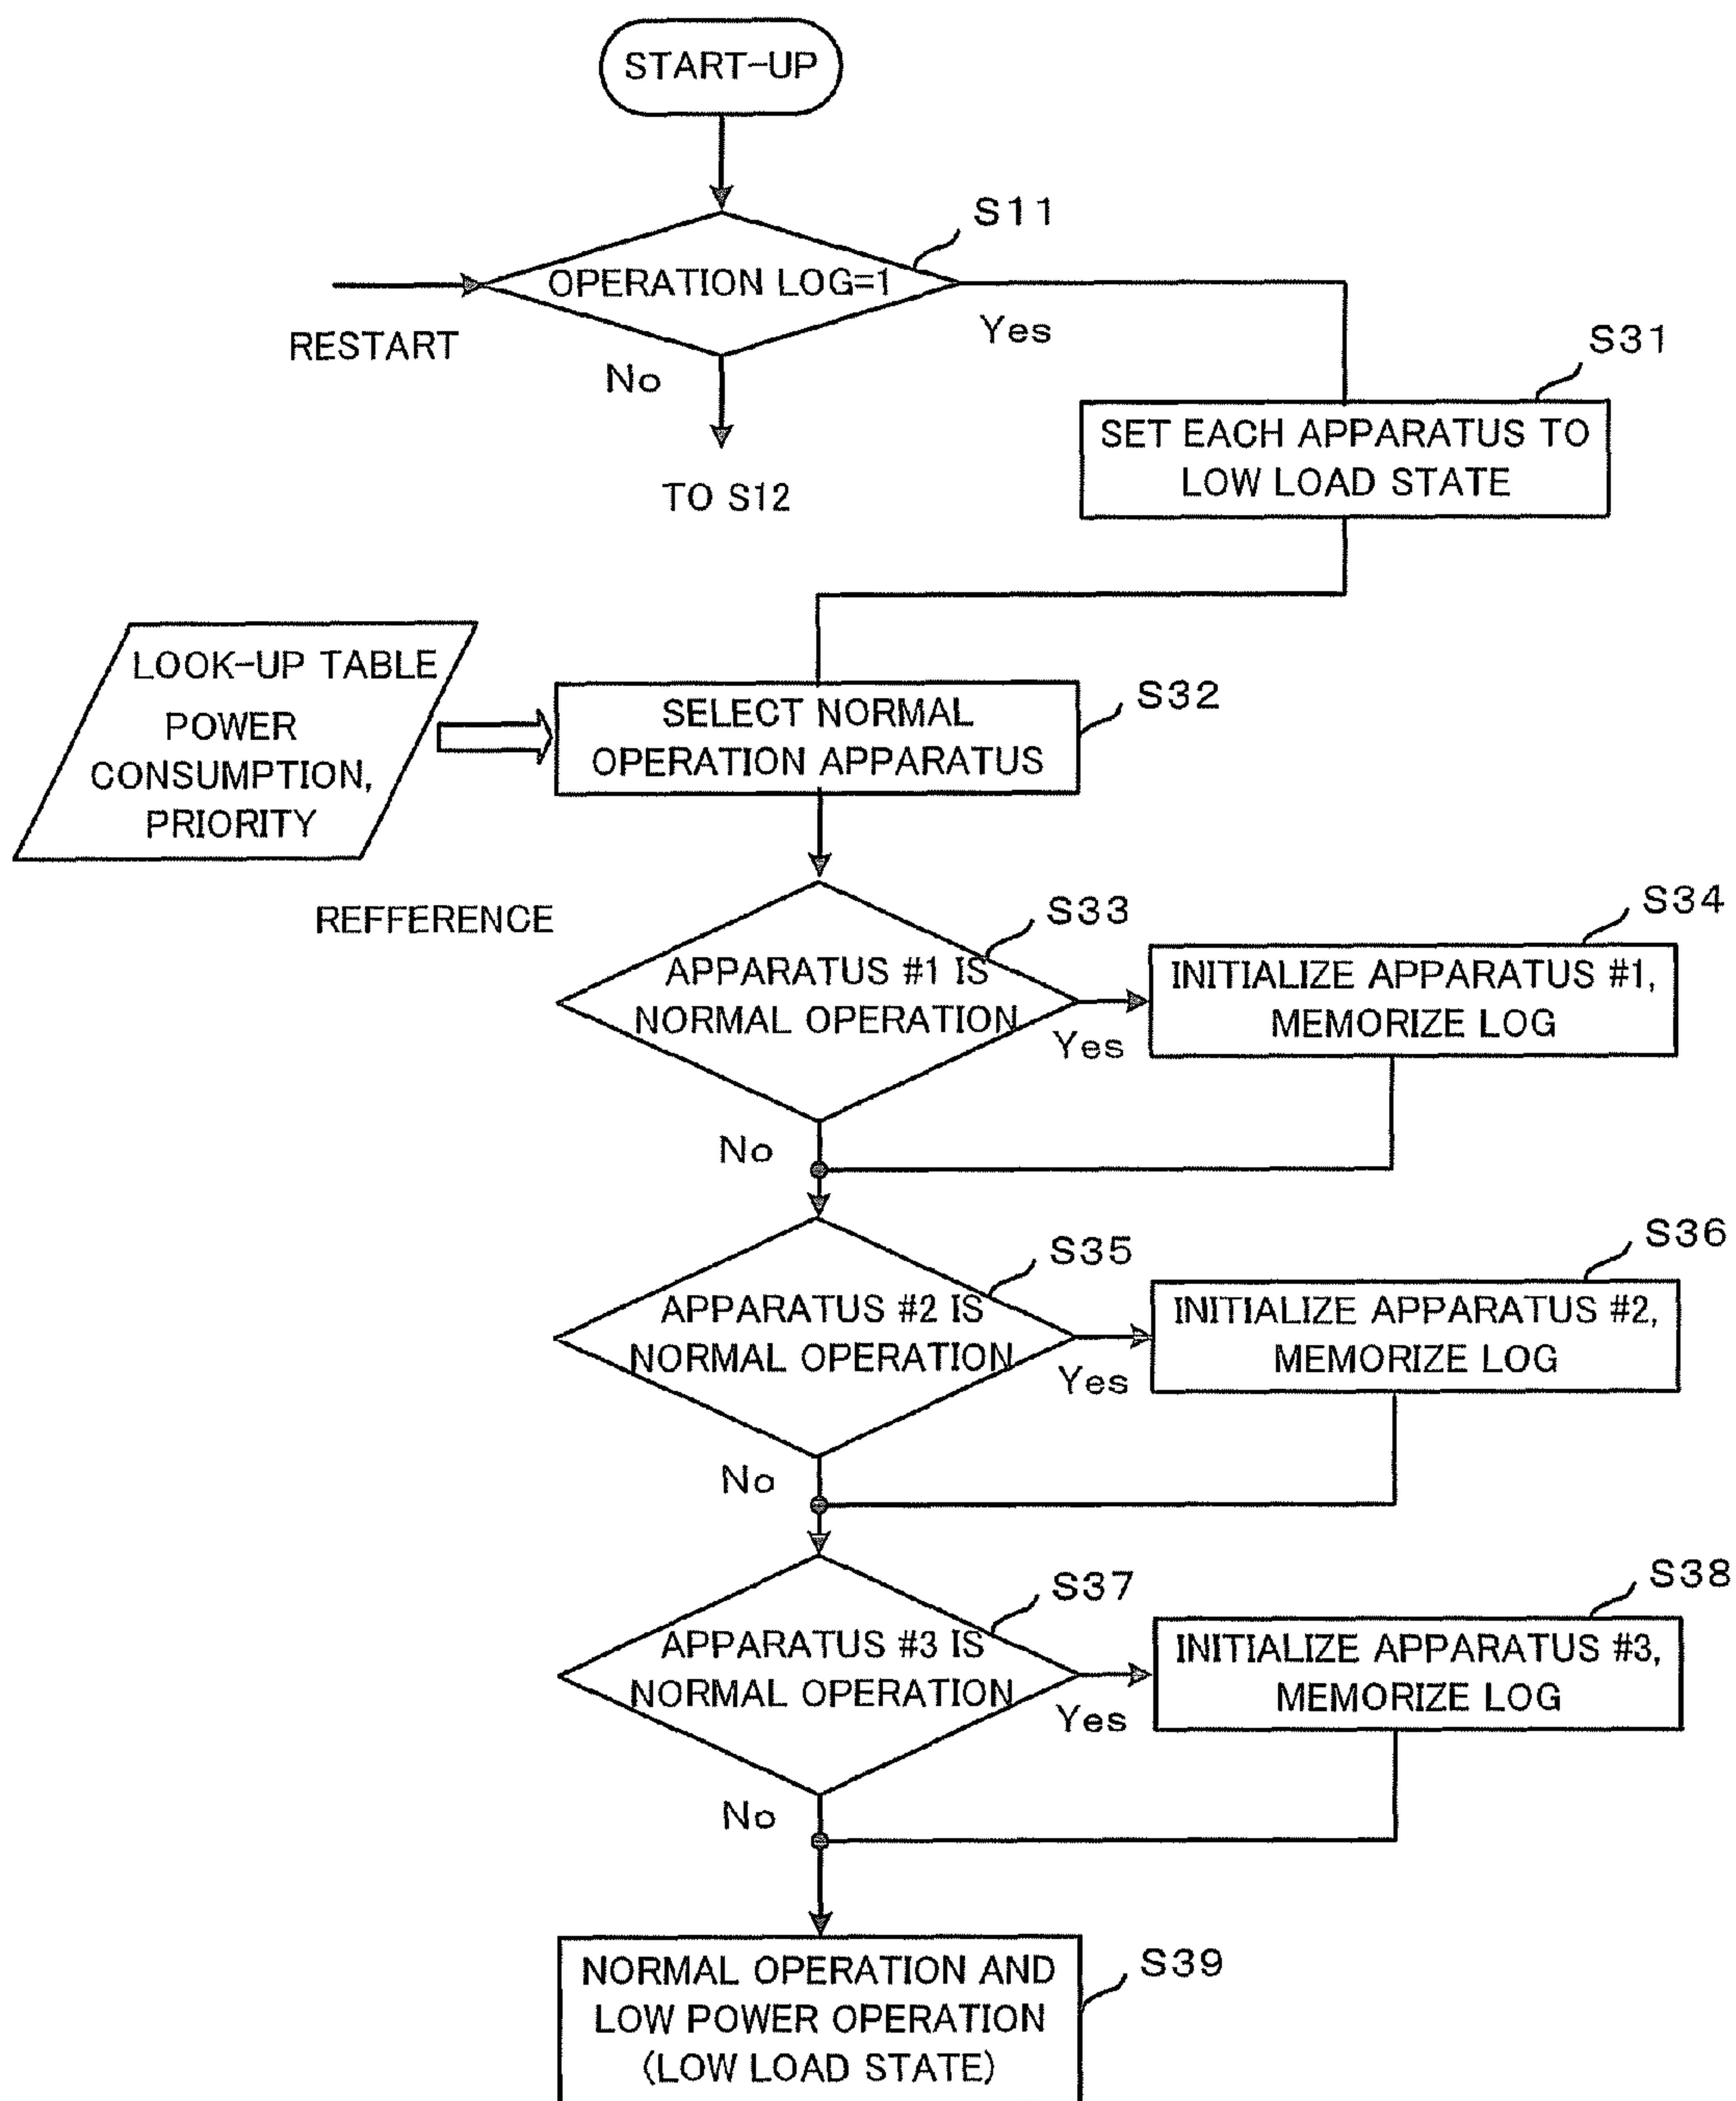 START-UP
S11
OPERATION LOG=1
RESTART
Yes
No
S31
SET EACH APPARATUS TO
LOW LOAD STATE
TO S12
LOOK-UP TABLE
POWER
CONSUMPTION,
PRIORITY
S32
SELECT NORMAL
OPERATION APPARATUS
REFFERENCE
S33
APPARATUS #1 IS
NORMAL OPERATION
Yes
S34
INITIALIZE APPARATUS #1,
MEMORIZE LOG
No
S35
APPARATUS #2 IS
NORMAL OPERATION
Yes
S36
INITIALIZE APPARATUS #2,
MEMORIZE LOG
No
S37
APPARATUS #3 IS
NORMAL OPERATION
Yes
S38
INITIALIZE APPARATUS #3,
MEMORIZE LOG
No
S39
NORMAL OPERATION AND
LOW POWER OPERATION
(LOW LOAD STATE)